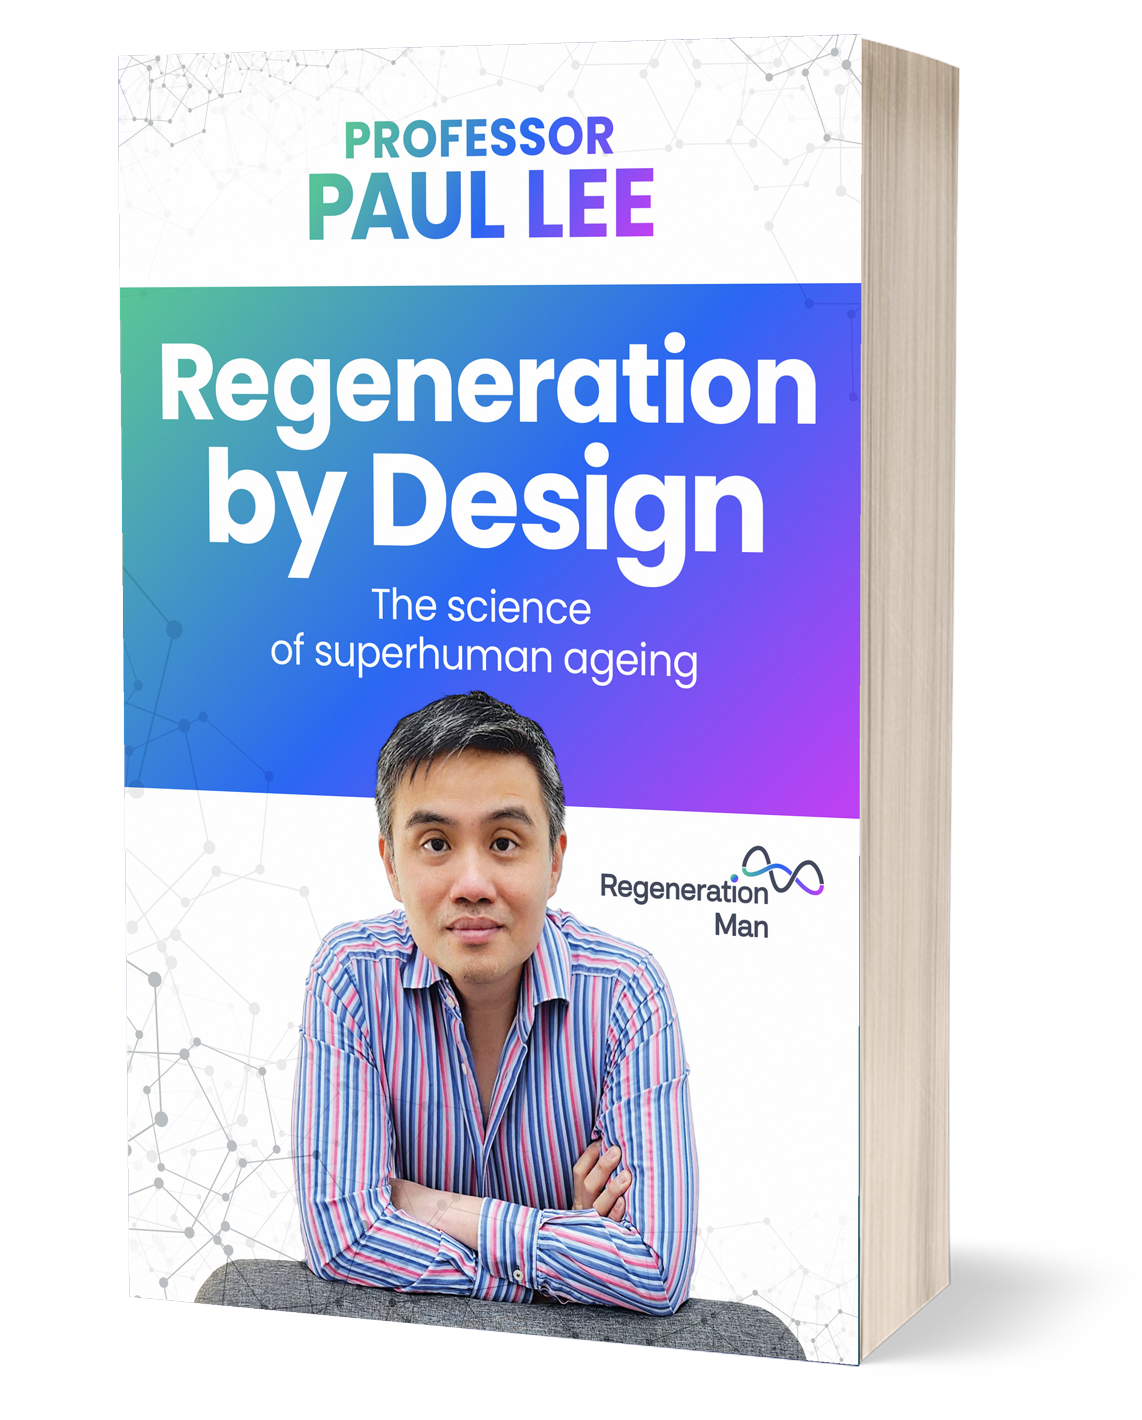 PROFESSOR
PAUL LEE
Regeneration
by Design
The science
of superhuman ageing
Regeneration
Man